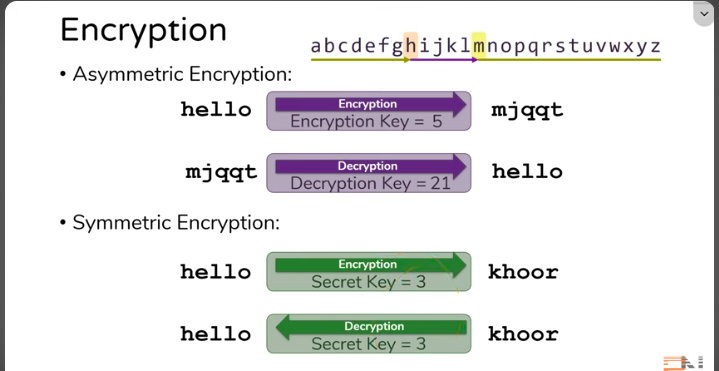 Encryption
abcdefghijklmnopqrstuvwxyz
• Asymmetric Encryption:
hello Encryption mjqqt
Encryption Key = 5
mjqqt Decryption hello
Decryption Key = 21
• Symmetric Encryption:
hello Encryption khoor
Secret Key = 3
hello Decryption khoor
Secret Key = 3